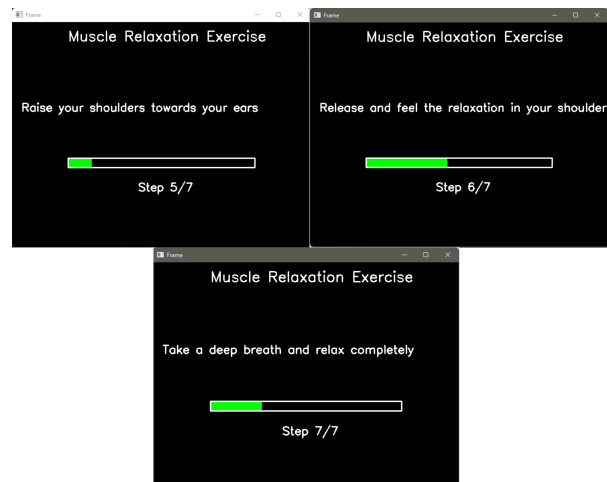 Frame
Muscle Relaxation Exercise
Raise your shoulders towards your ears
Step 5/7
Frame
Muscle Relaxation Exercise
Release and feel the relaxation in your shoulder
Step 6/7
Frame
Muscle Relaxation Exercise
Take a deep breath and relax completely
Step 7/7